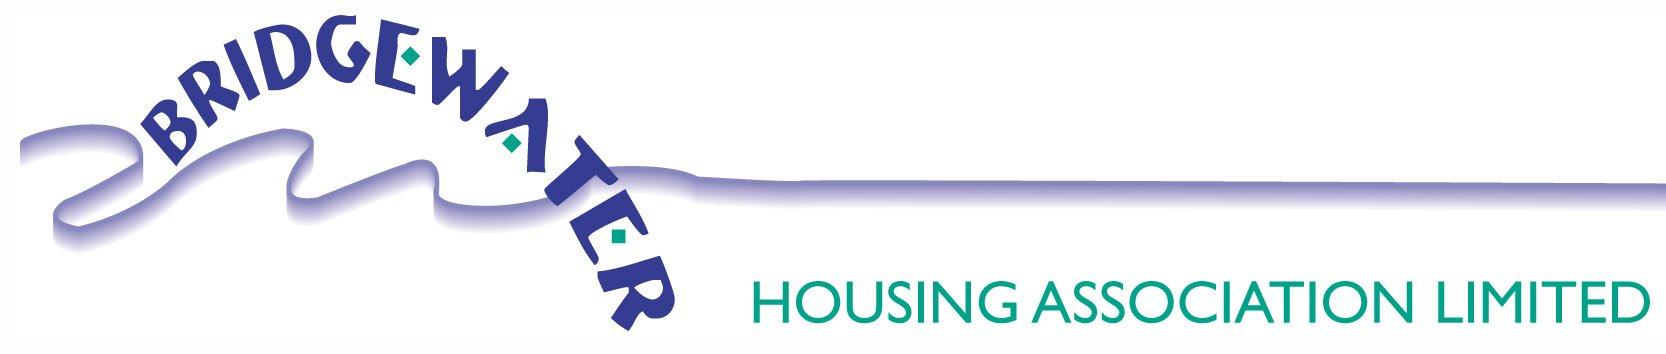 BRIDGEWATER
HOUSING ASSOCIATION LIMITED